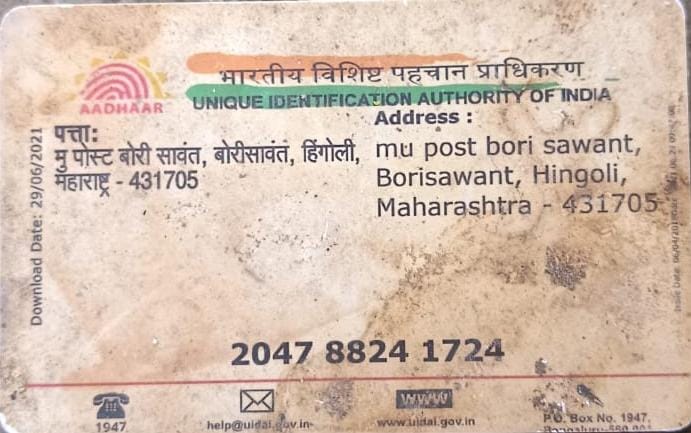 भारतीय विशिष्ट पहचान प्राधिकरण
AADHAAR
UNIQUE IDENTIFICATION AUTHORITY OF INDIA
पत्ता:
मु पोस्ट बोरी सावंत, बोरीसावंत, हिंगोली,
महाराष्ट्र - 431705
Address :
mu post bori sawant,
Borisawant, Hingoli,
Maharashtra - 431705
Download Date: 29/06/2021
2047 8824 1724
1947
help@uidai.gov.in
www
www.uidai.gov.in
P.O. Box No. 1947,